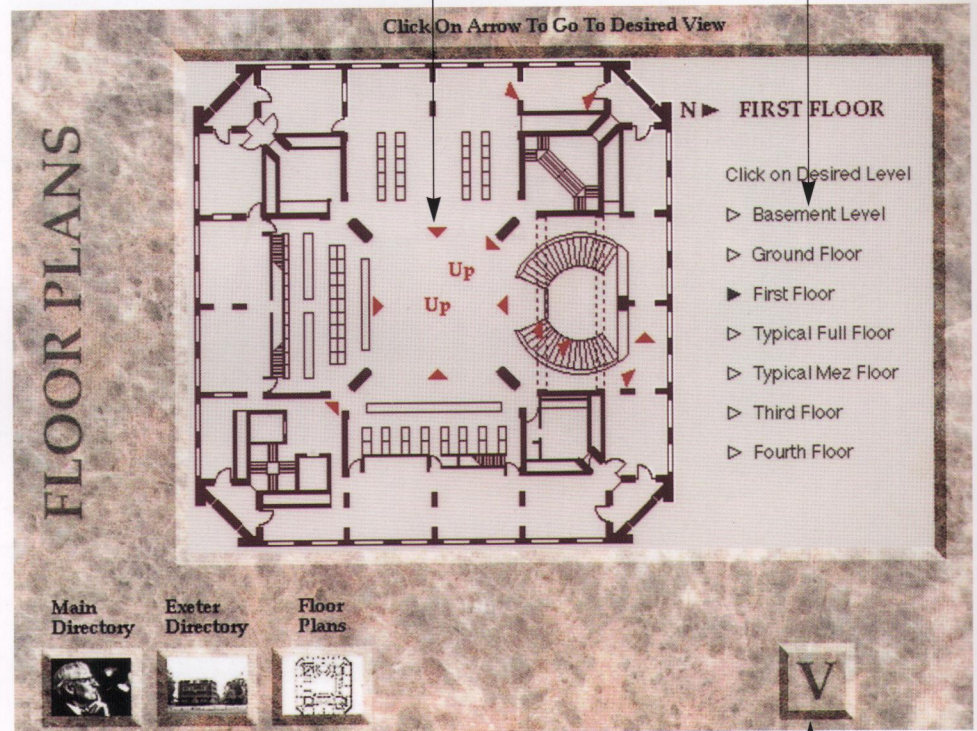 Click On Arrow To Go To Desired View
FLOOR PLANS
N
FIRST FLOOR
Click on Desired Level
Basement Level
Ground Floor
First Floor
Typical Full Floor
Typical Mez Floor
Third Floor
Fourth Floor
Up
Up
Main
Directory
Exeter
Directory
Floor
Plans
V